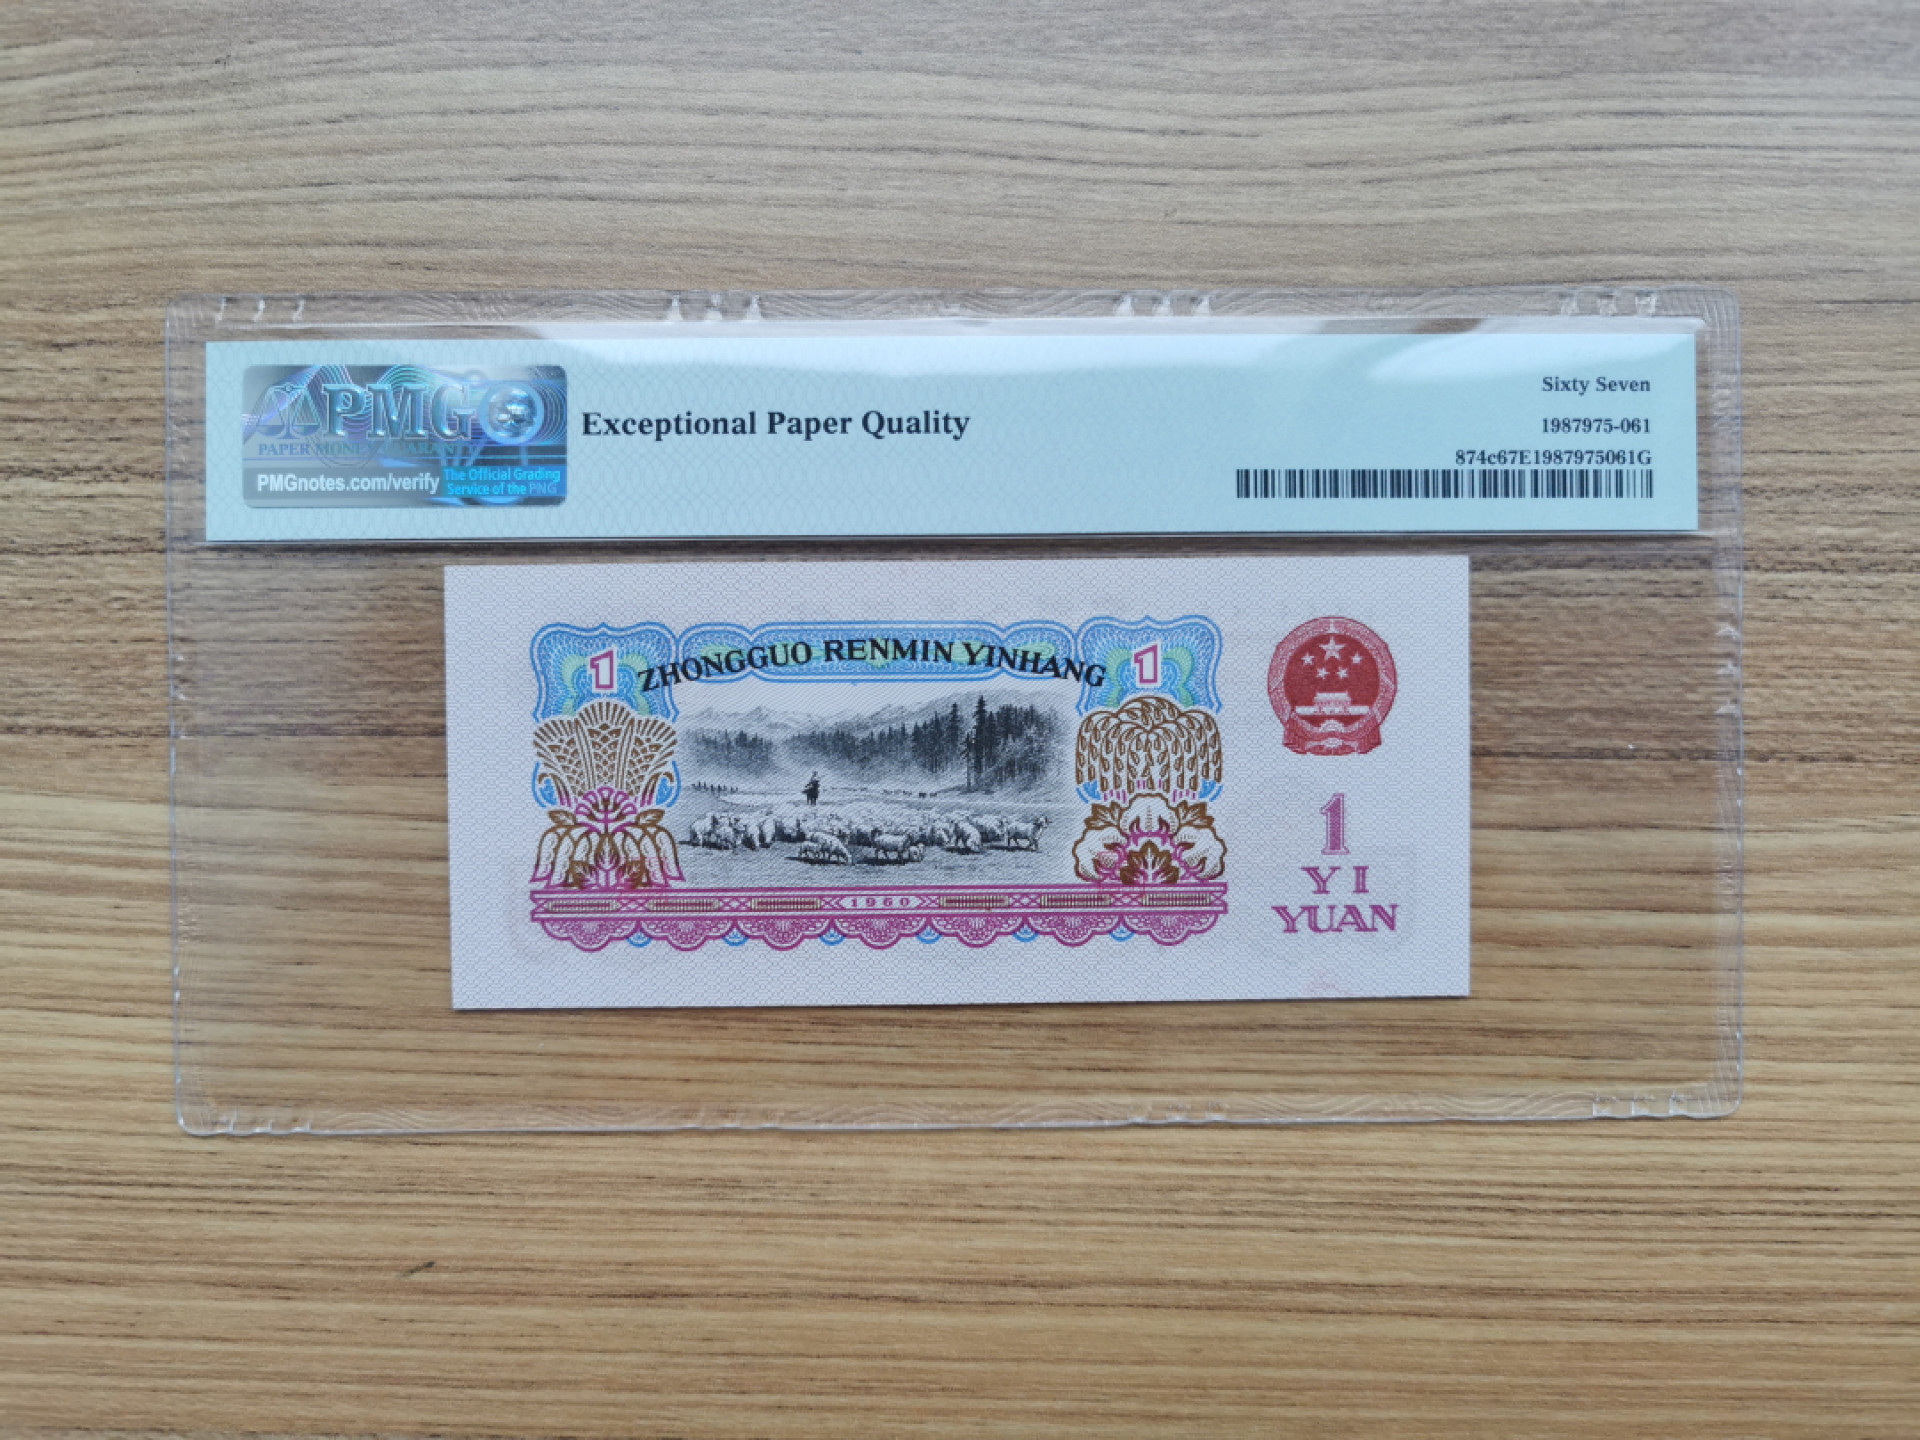 PMG
PAPER MONEY GUARANTY
PMGnotes.com/verify
The Official Grading
Service of the PNG
Exceptional Paper Quality
Sixty Seven
1987975-061
874c67E1987975061G
1 ZHONGGUO RENMIN YINHANG 1
1960
1
YI
YUAN